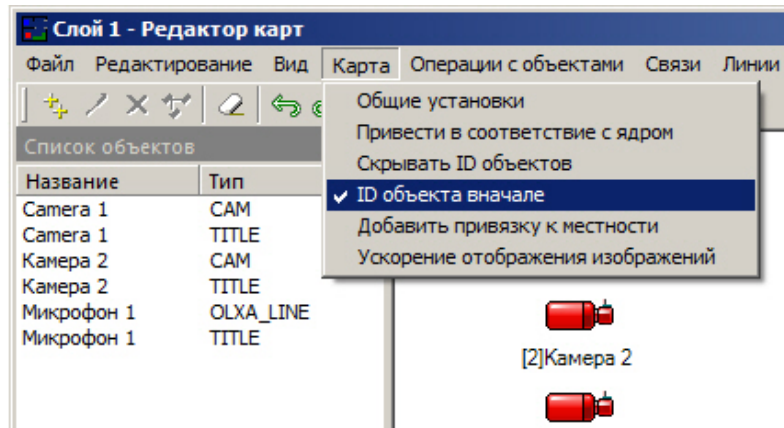 Слой 1 - Редактор карт
Файл Редактирование Вид Карта Операции с объектами Связи Линии
Общие установки
Привести в соответствие с ядром
Скрывать ID объектов
ID объекта вначале
Добавить привязку к местности
Ускорение отображения изображений
Список объектов
Название Тип
Camera 1 CAM
Camera 1 TITLE
Камера 2 CAM
Камера 2 TITLE
Микрофон 1 OLXA_LINE
Микрофон 1 TITLE
[2]Камера 2